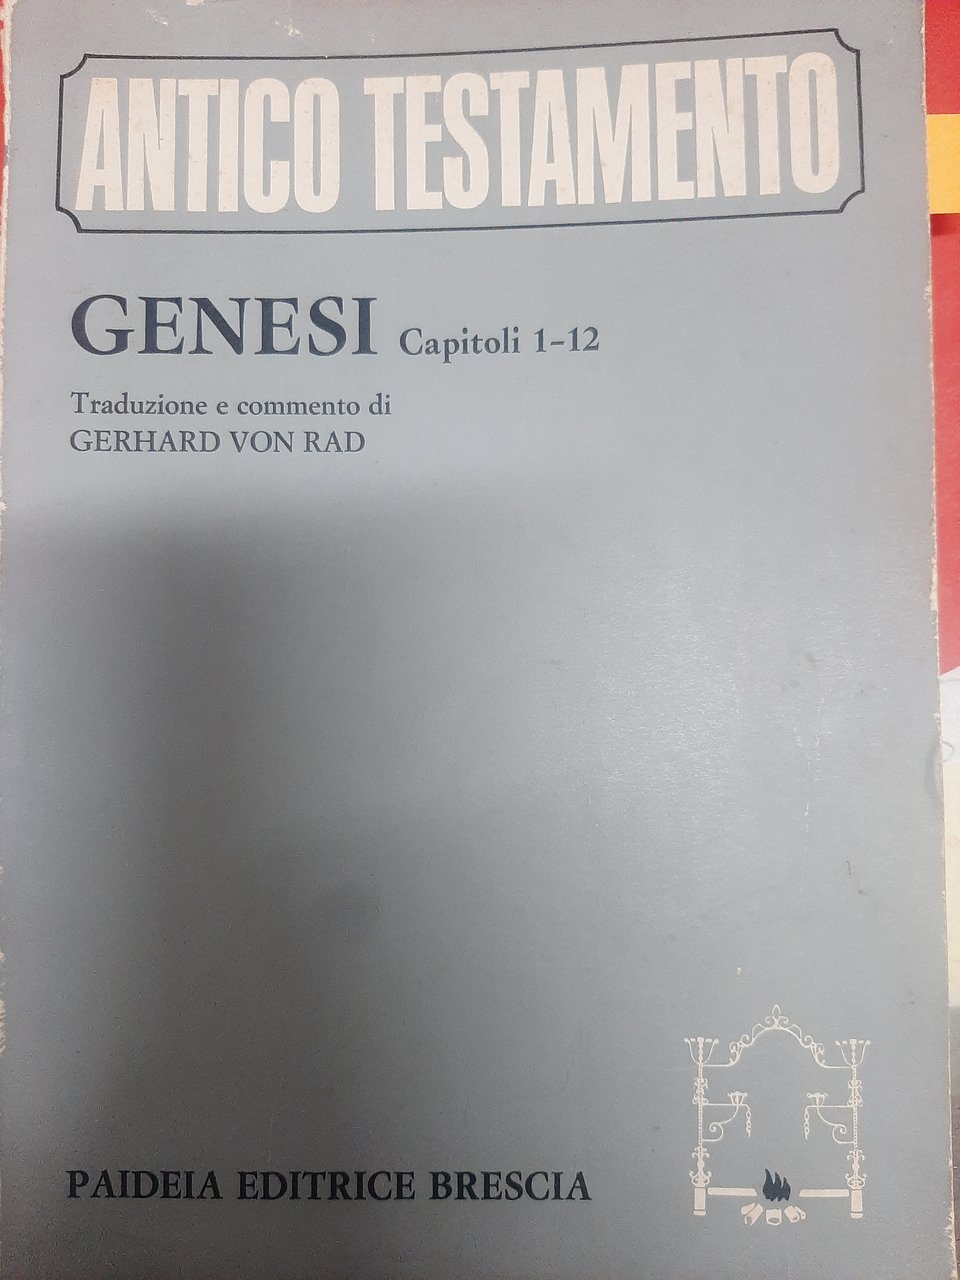 ANTICO TESTAMENTO
GENESI Capitoli 1-12
Traduzione e commento di
GERHARD VON RAD
PAIDEIA EDITRICE BRESCIA